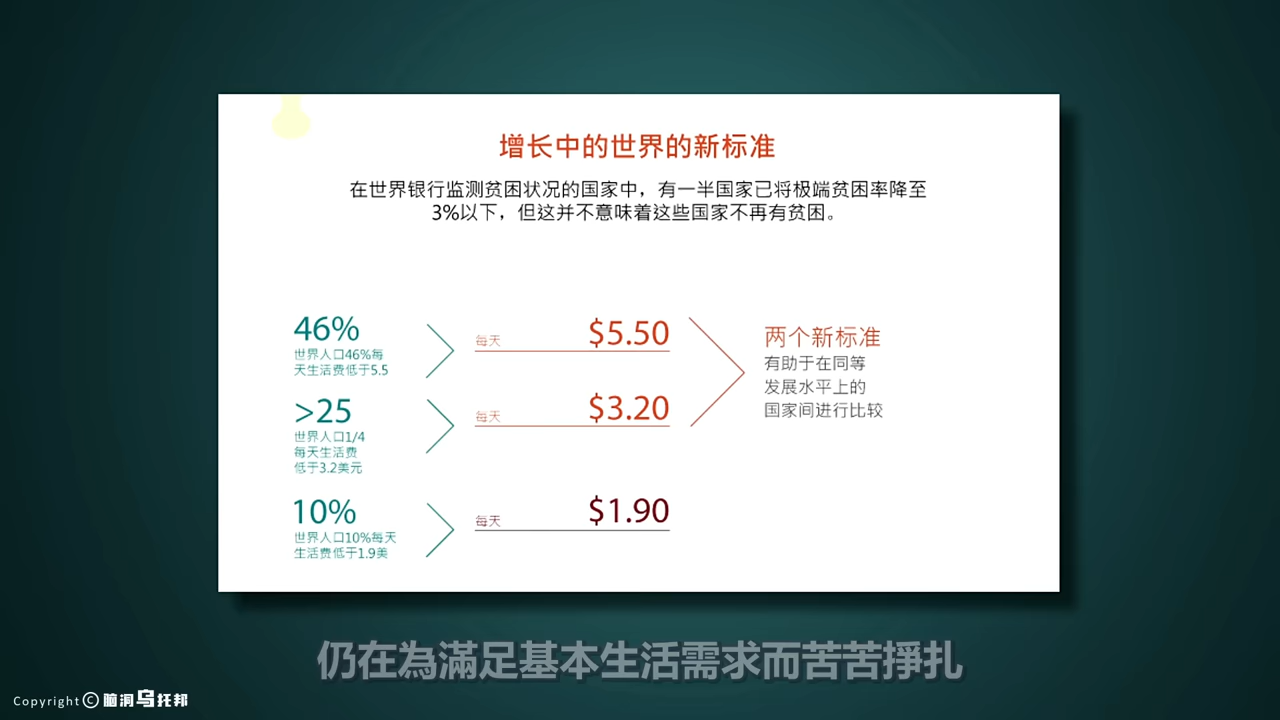 增长中的世界的新标准
在世界银行监测贫困状况的国家中，有一半国家已将极端贫困率降至
3%以下，但这并不意味着这些国家不再有贫困。
46%
世界人口46%每
天生活费低于5.5
每天 $5.50
>25
世界人口1/4
每天生活费
低于3.2美元
每天 $3.20
10%
世界人口10%每天
生活费低于1.9美
每天 $1.90
两个新标准
有助于在同等
发展水平上的
国家间进行比较
仍在為滿足基本生活需求而苦苦掙扎
Copyright © 脑洞乌托邦